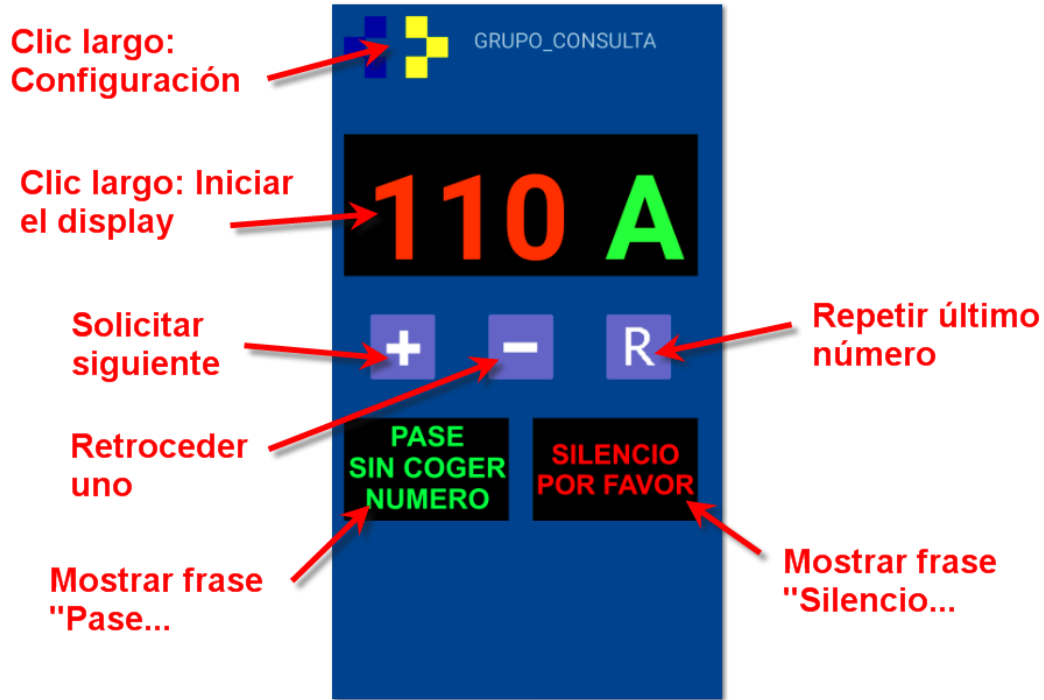 Clic largo:
Configuración
GRUPO_CONSULTA
Clic largo: Iniciar
el display
110 A
Solicitar
siguiente
+
-
R
Repetir último
número
Retroceder
uno
PASE
SIN COGER
NUMERO
SILENCIO
POR FAVOR
Mostrar frase
"Pase...
Mostrar frase
"Silencio...